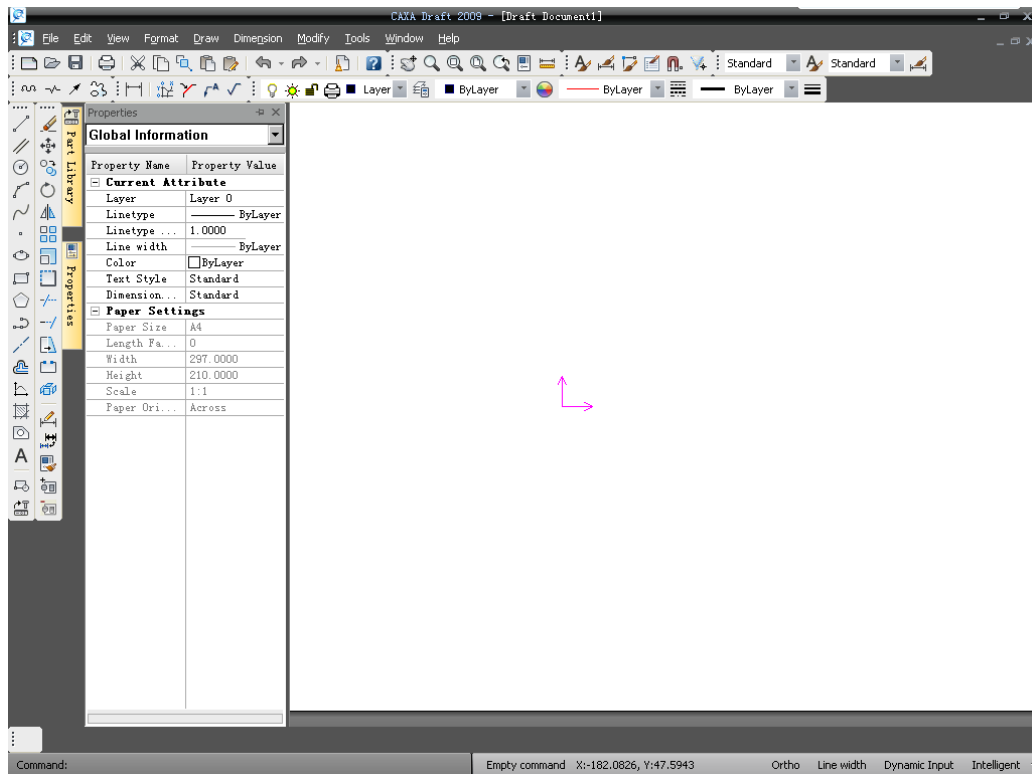 CAXA Draft 2009 - [Draft Document1]
File Edit View Format Draw Dimension Modify Tools Window Help
Standard Standard
Layer ByLayer ByLayer ByLayer
Part Library
Properties
Properties
Global Information
Property Name Property Value
Current Attribute
Layer Layer 0
Linetype ByLayer
Linetype ... 1.0000
Line width ByLayer
Color ByLayer
Text Style Standard
Dimension... Standard
Paper Settings
Paper Size A4
Length Fa... 0
Width 297.0000
Height 210.0000
Scale 1:1
Paper Ori... Across
A
Command: Empty command X:-182.0826, Y:47.5943 Ortho Line width Dynamic Input Intelligent